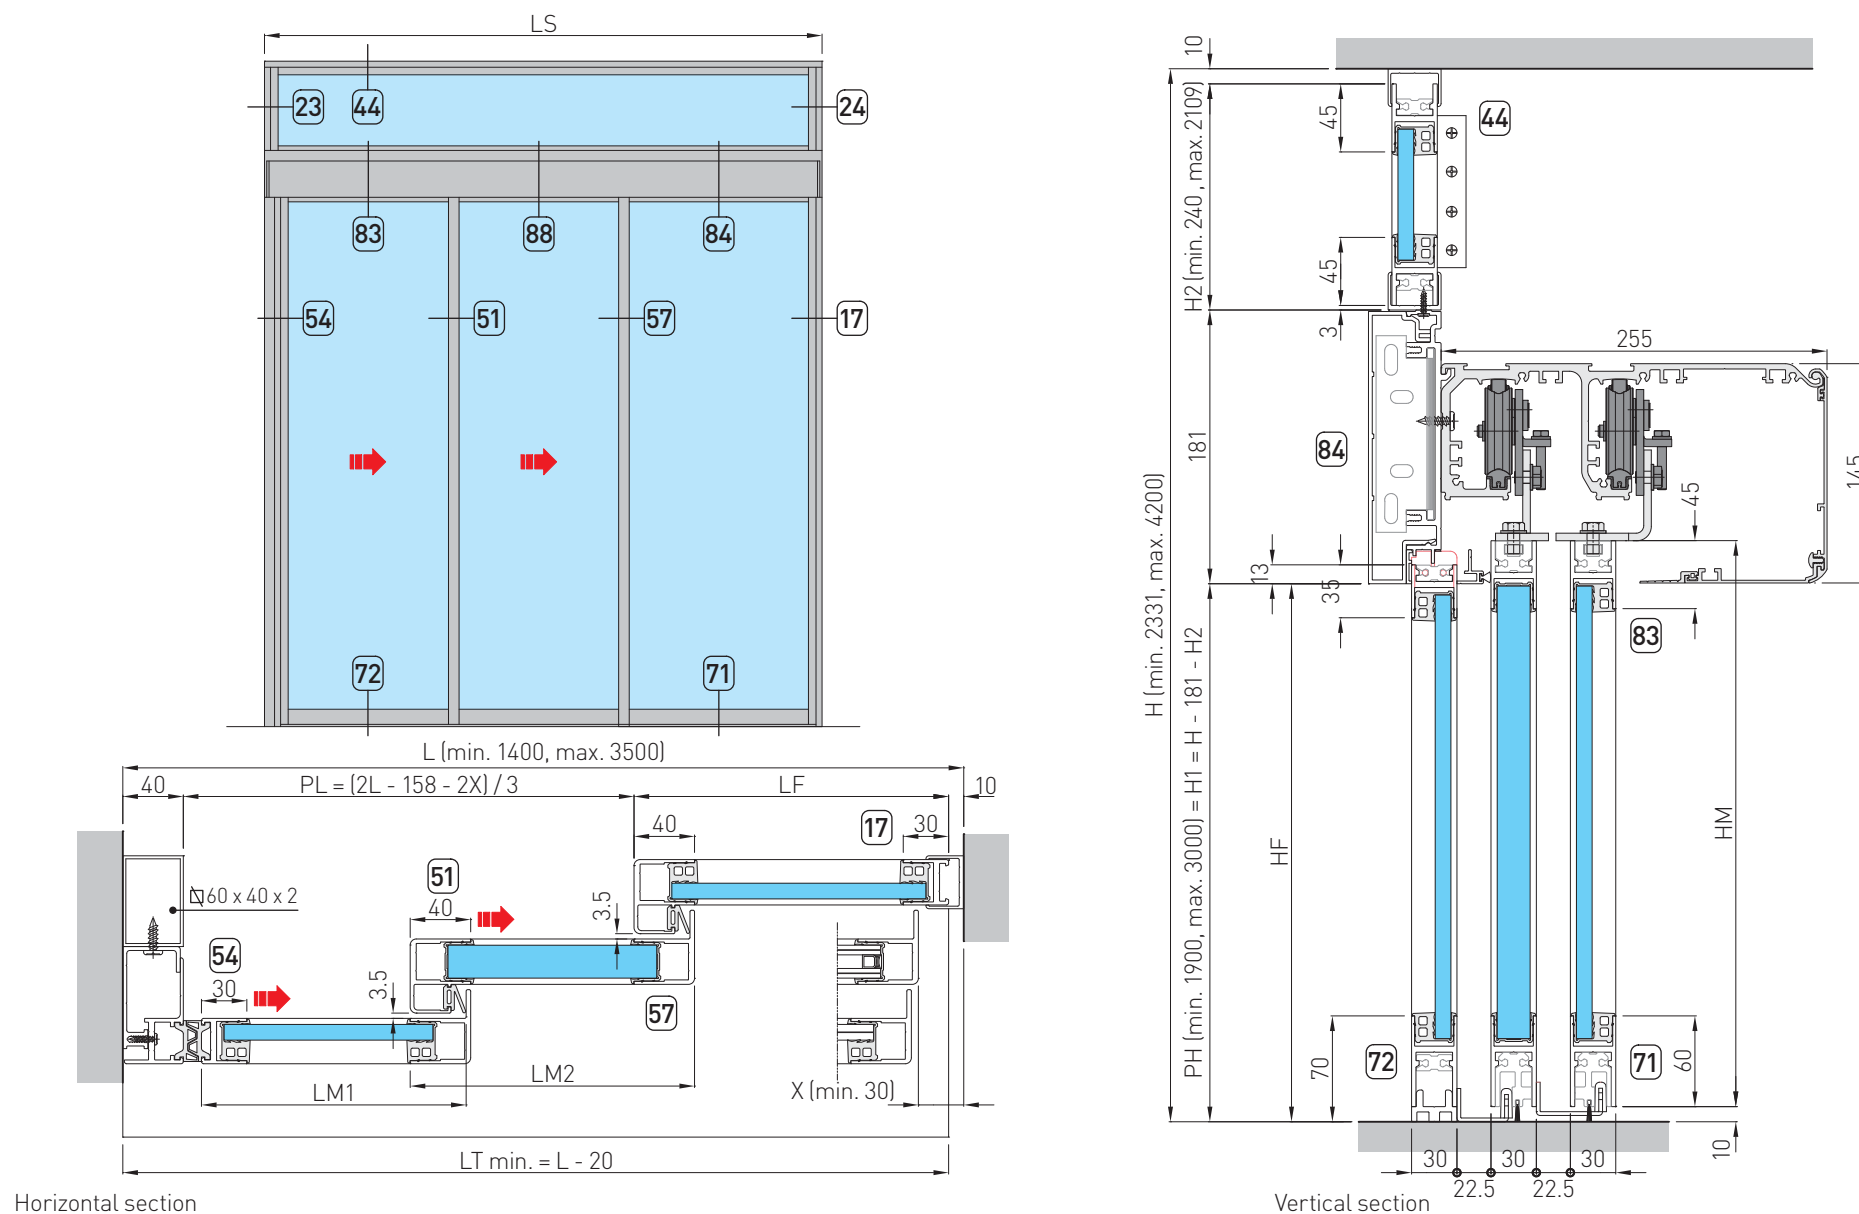 LS
23
44
24
83
88
84
54
51
57
17
72
71
L (min. 1400, max. 3500)
40
PL = (2L - 158 - 2X) / 3
LF
10
40
17
30
51
60 x 40 x 2
40
3.5
54
30
3.5
57
LM1
LM2
X (min. 30)
LT min. = L - 20
Horizontal section
10
H2 (min. 240, max. 2109)
45
44
45
3
255
181
84
145
H (min. 2331, max. 4200)
45
13
35
83
PH (min. 1900, max. 3000) = H1 = H - 181 - H2
HF
HM
72
70
71
60
10
30
30
30
22.5
22.5
Vertical section